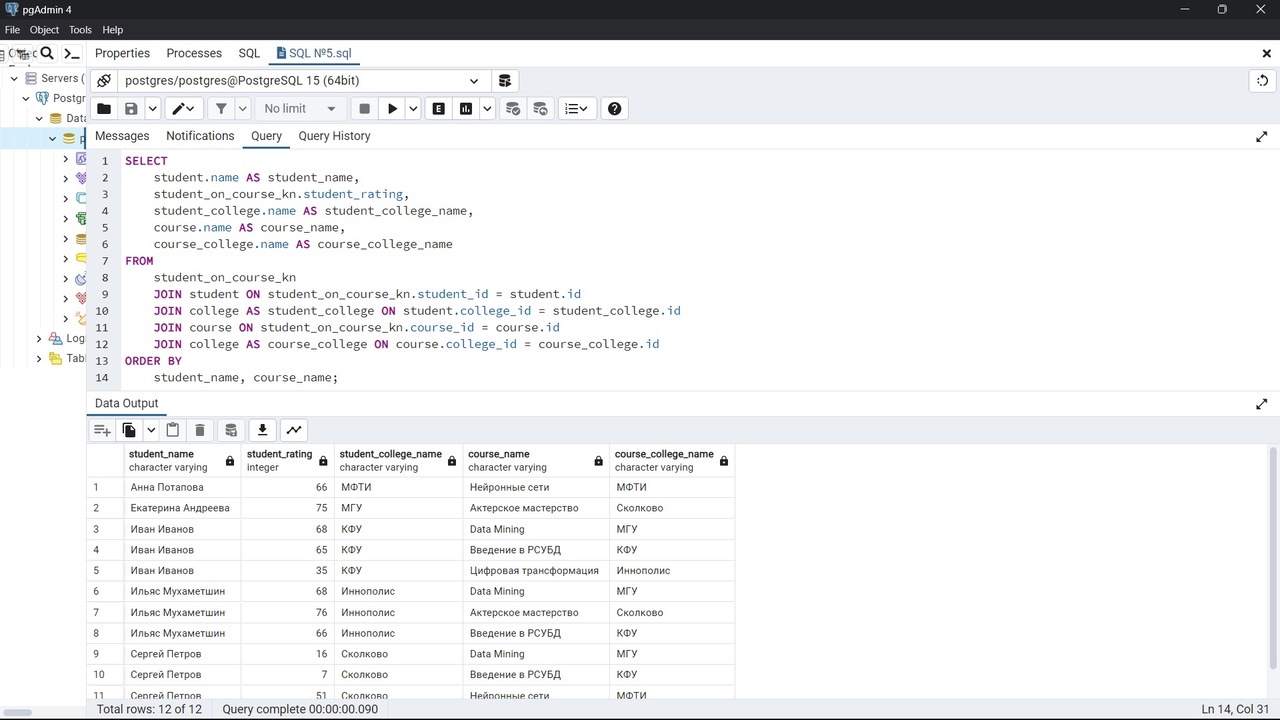 pgAdmin 4
File Object Tools Help
Properties Processes SQL SQL №5.sql
Servers (
postgres/postgres@PostgreSQL 15 (64bit)
Postgr
Data
No limit
E
Messages Notifications Query Query History
1 SELECT
2 student.name AS student_name,
3 student_on_course_kn.student_rating,
4 student_college.name AS student_college_name,
5 course.name AS course_name,
6 course_college.name AS course_college_name
7 FROM
8 student_on_course_kn
9 JOIN student ON student_on_course_kn.student_id = student.id
10 JOIN college AS student_college ON student.college_id = student_college.id
11 JOIN course ON student_on_course_kn.course_id = course.id
12 JOIN college AS course_college ON course.college_id = course_college.id
13 ORDER BY
14 student_name, course_name;
Logi
Tabl
Data Output
student_name student_rating student_college_name course_name course_college_name
character varying integer character varying character varying character varying
1 Анна Потапова 66 МФТИ Нейронные сети МФТИ
2 Екатерина Андреева 75 МГУ Актерское мастерство Сколково
3 Иван Иванов 68 КФУ Data Mining МГУ
4 Иван Иванов 65 КФУ Введение в РСУБД КФУ
5 Иван Иванов 35 КФУ Цифровая трансформация Иннополис
6 Ильяс Мухаметшин 68 Иннополис Data Mining МГУ
7 Ильяс Мухаметшин 76 Иннополис Актерское мастерство Сколково
8 Ильяс Мухаметшин 66 Иннополис Введение в РСУБД КФУ
9 Сергей Петров 16 Сколково Data Mining МГУ
10 Сергей Петров 7 Сколково Введение в РСУБД КФУ
11 Сергей Петров 51 Сколково Нейронные сети МФТИ
Total rows: 12 of 12 Query complete 00:00:00.090 Ln 14, Col 31